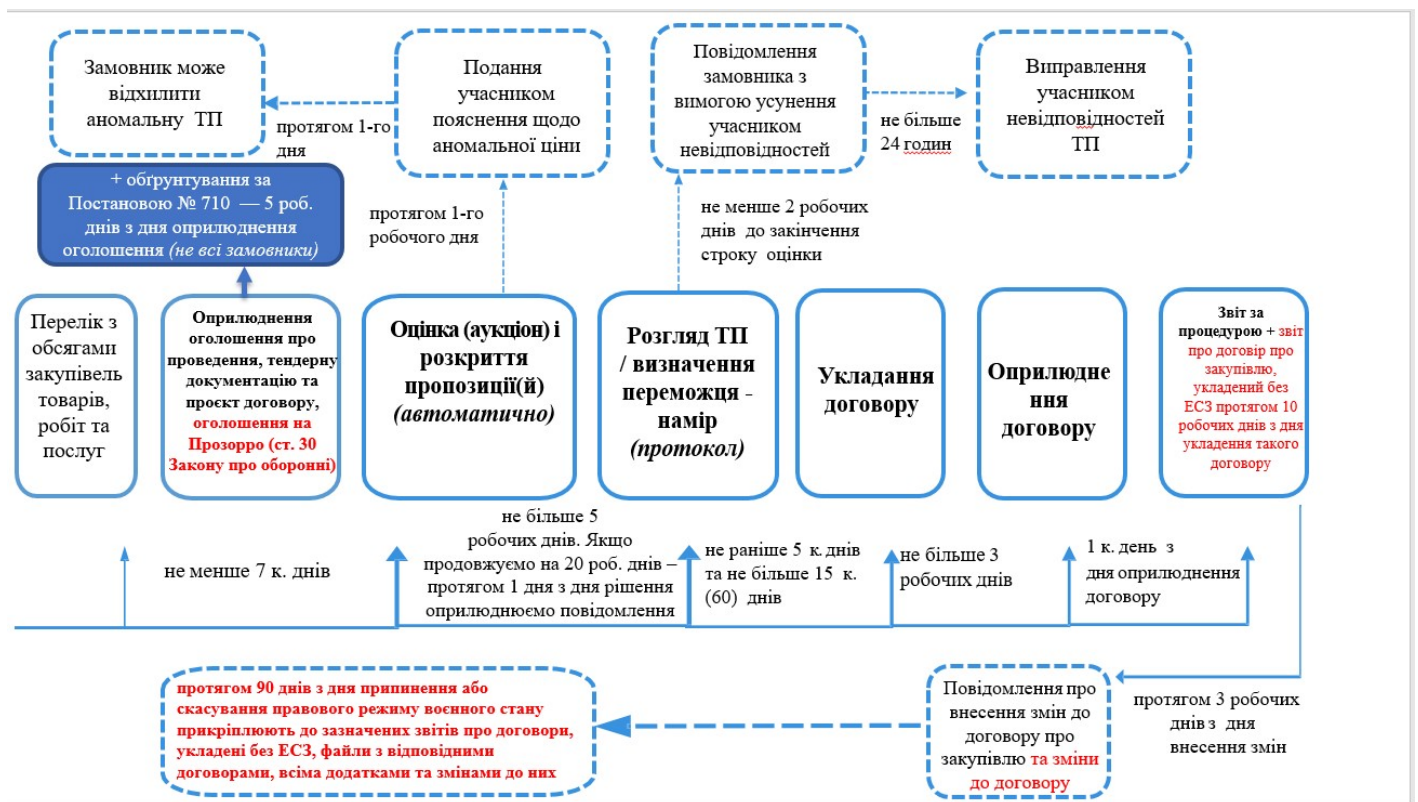 Замовник може
відхилити
аномальну ТП
протягом 1-го
дня
Подання
учасником
пояснення щодо
аномальної ціни
Повідомлення
замовника з
вимогою усунення
учасником
невідповідностей
не більше
24 годин
Виправлення
учасником
невідповідностей
ТП
+ обґрунтування за
Постановою № 710 — 5 роб.
днів з дня оприлюднення
оголошення (не всі замовники)
протягом 1-го
робочого дня
не менше 2 робочих
днів до закінчення
строку оцінки
Перелік з
обсягами
закупівель
товарів,
робіт та
послуг
Оприлюднення
оголошення про
проведення, тендерну
документацію та
проєкт договору,
оголошення на
Прозорро (ст. 30
Закону про оборонні)
Оцінка (аукціон) і
розкриття
пропозиції(й)
(автоматично)
Розгляд ТП
/ визначення
переможця -
намір
(протокол)
Укладання
договору
Оприлюдне
ння
договору
Звіт за
процедурою + звіт
про договір про
закупівлю,
укладений без
ЕСЗ протягом 10
робочих днів з дня
укладення такого
договору
не менше 7 к. днів
не більше 5
робочих днів. Якщо
продовжуємо на 20 роб. днів –
протягом 1 дня з дня рішення
оприлюднюємо повідомлення
не раніше 5 к. днів
та не більше 15 к.
(60) днів
не більше 3
робочих днів
1 к. день з
дня оприлюднення
договору
протягом 90 днів з дня припинення або
скасування правового режиму воєнного стану
прикріплюють до зазначених звітів про договори,
укладені без ЕСЗ, файли з відповідними
договорами, всіма додатками та змінами до них
Повідомлення про
внесення змін до
договору про
закупівлю та зміни
до договору
протягом 3 робочих
днів з дня
внесення змін